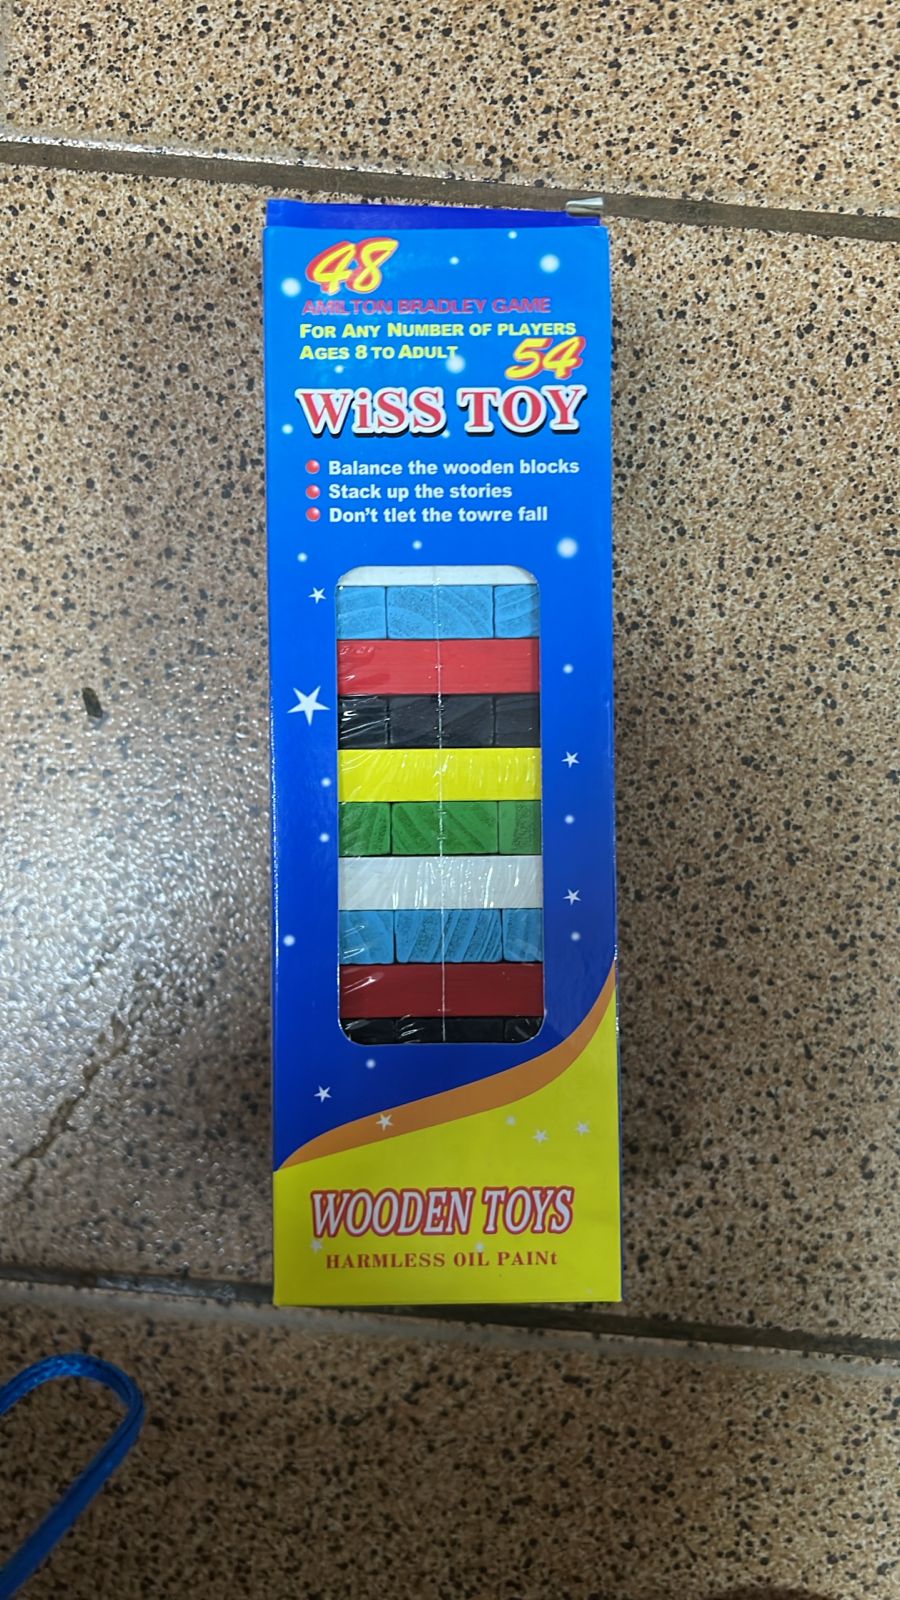 48
AMILTON BRADLEY GAME
FOR ANY NUMBER OF PLAYERS
AGES 8 TO ADULT
54
WiSS TOY
Balance the wooden blocks
Stack up the stories
Don't tlet the towre fall
WOODEN TOYS
HARMLESS OIL PAINt